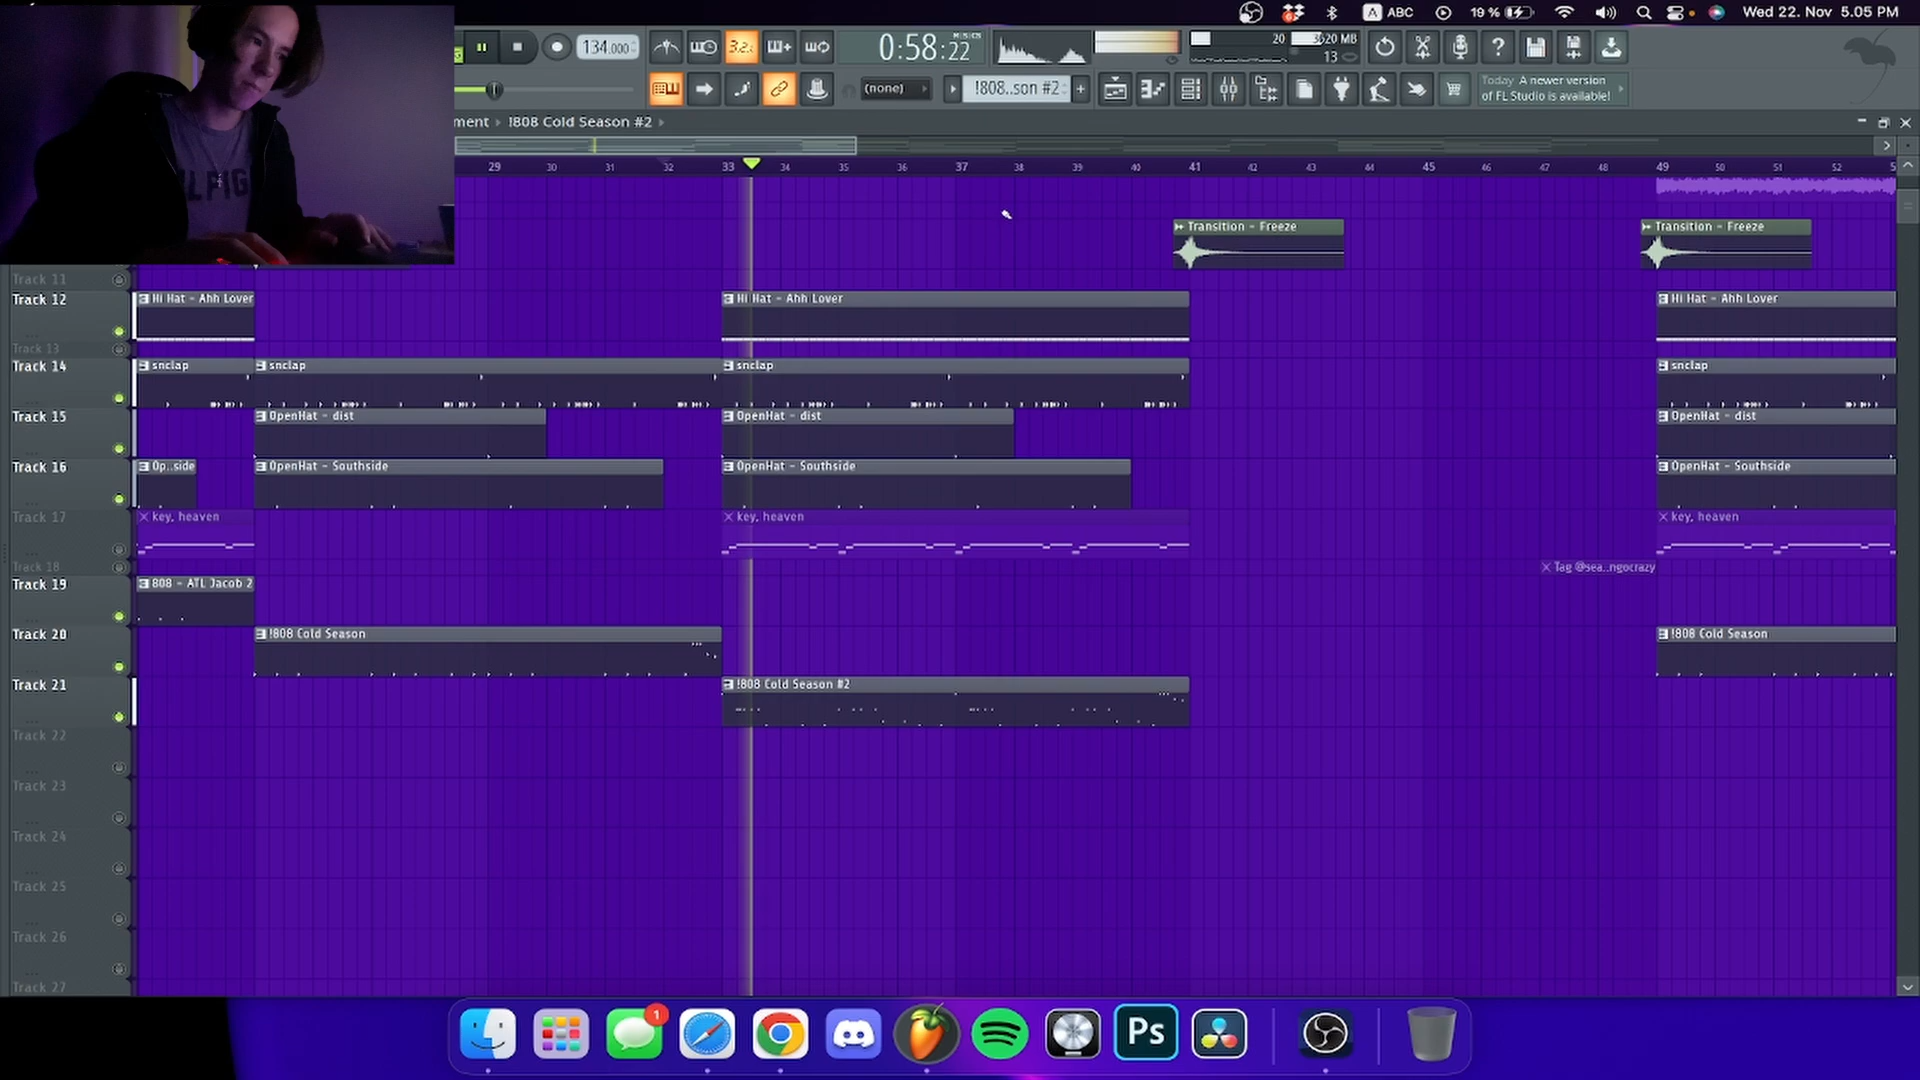 ABC
19 %
Wed 22. Nov 5.05 PM
134.000
3.2.
0:58:22
M:S:CS
20
3620 MB
13
(none)
!808..son #2
Today A newer version
of FL Studio is available!
ment › !808 Cold Season #2 ›
29 30 31 32 33 34 35 36 37 38 39 40 41 42 43 44 45 46 47 48 49 50 51 52 5
Transition - Freeze
Transition - Freeze
Track 11
Track 12
Hi Hat - Ahh Lover
Hi Hat - Ahh Lover
Hi Hat - Ahh Lover
Track 13
Track 14
snclap
snclap
snclap
snclap
Track 15
OpenHat - dist
OpenHat - dist
OpenHat - dist
Track 16
Op..side
OpenHat - Southside
OpenHat - Southside
OpenHat - Southside
Track 17
key, heaven
key, heaven
key, heaven
Track 18
Tag @sea..ngocrazy
Track 19
808 - ATL Jacob 2
Track 20
!808 Cold Season
!808 Cold Season
Track 21
!808 Cold Season #2
Track 22
Track 23
Track 24
Track 25
Track 26
Track 27
1
Ps